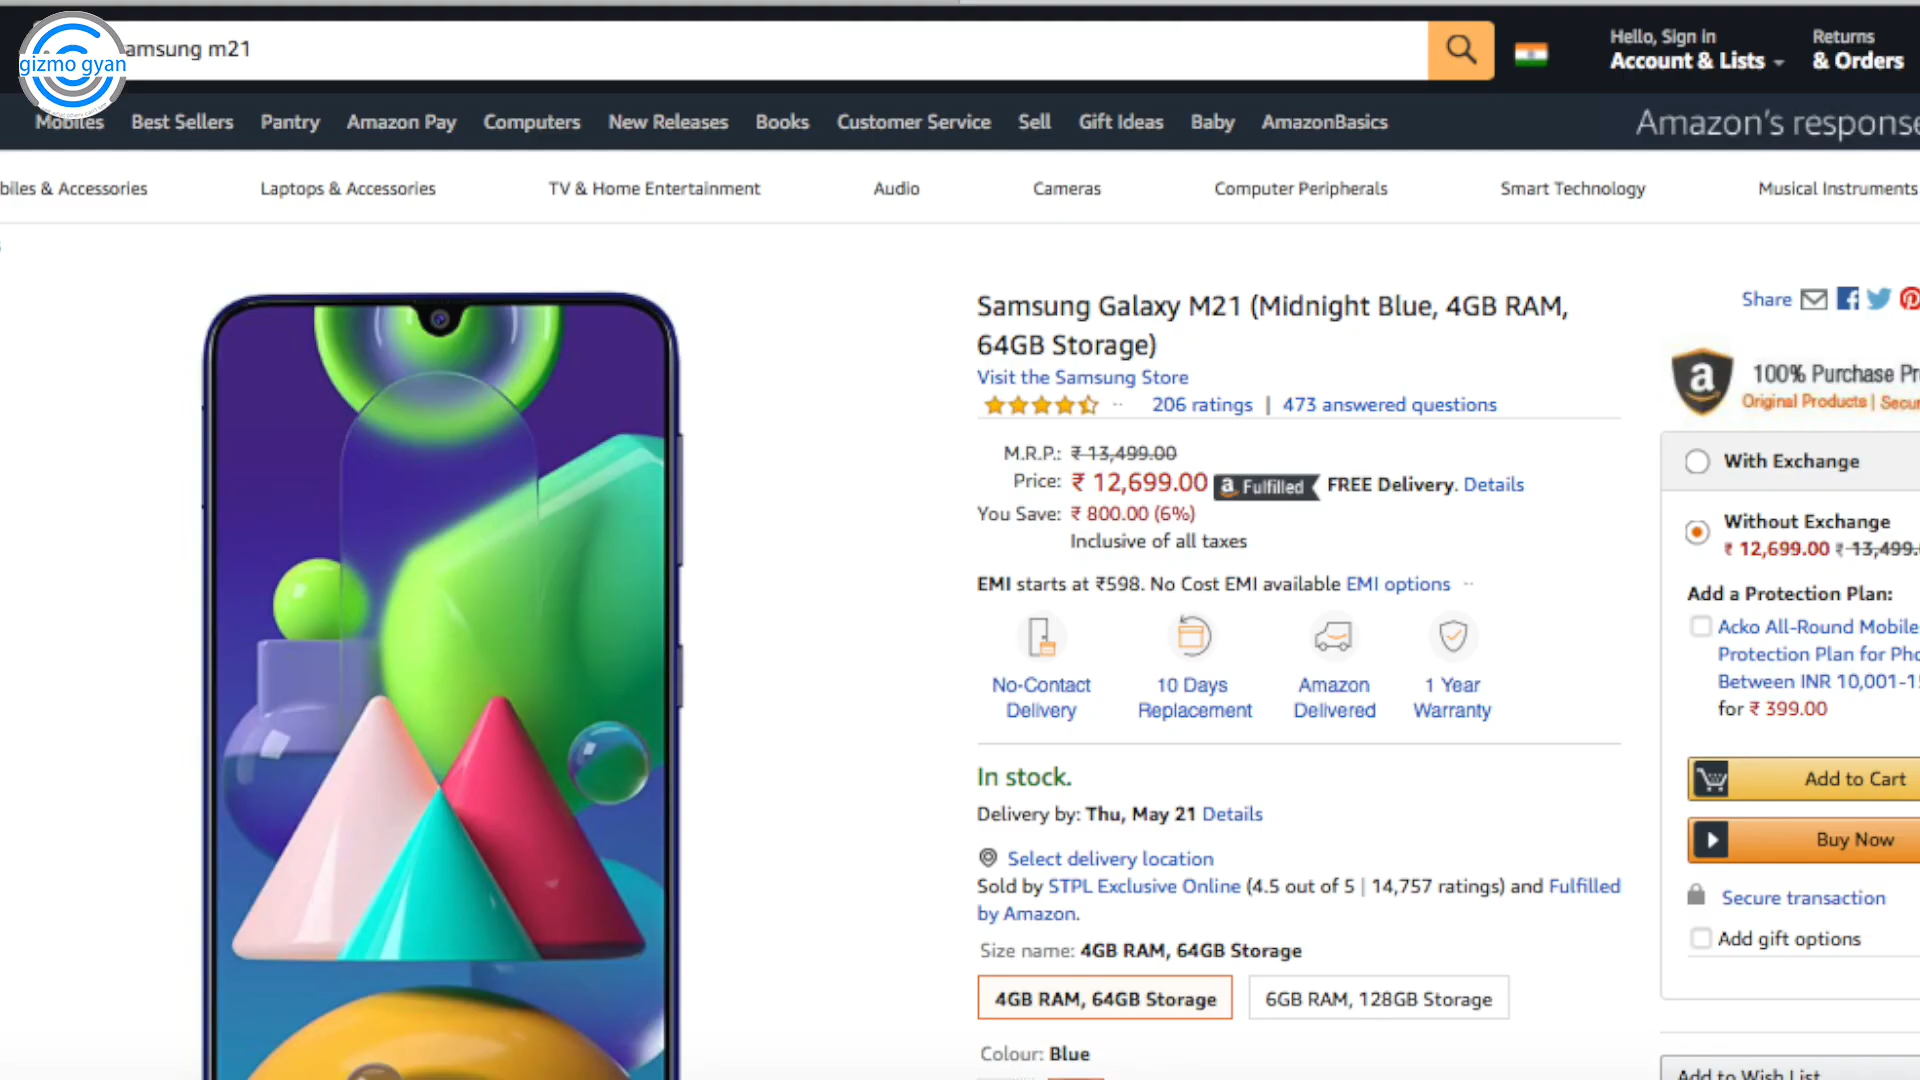 gizmo gyan
amsung m21
Hello, Sign in
Account & Lists
Returns
& Orders
Mobiles Best Sellers Pantry Amazon Pay Computers New Releases Books Customer Service Sell Gift Ideas Baby AmazonBasics
Amazon's response
biles & Accessories Laptops & Accessories TV & Home Entertainment Audio Cameras Computer Peripherals Smart Technology Musical Instruments
Samsung Galaxy M21 (Midnight Blue, 4GB RAM,
64GB Storage)
Visit the Samsung Store
206 ratings | 473 answered questions
M.R.P.: ₹ 13,499.00
Price: ₹ 12,699.00 a Fulfilled FREE Delivery. Details
You Save: ₹ 800.00 (6%)
Inclusive of all taxes
EMI starts at ₹598. No Cost EMI available EMI options
No-Contact
Delivery
10 Days
Replacement
Amazon
Delivered
1 Year
Warranty
In stock.
Delivery by: Thu, May 21 Details
Select delivery location
Sold by STPL Exclusive Online (4.5 out of 5 | 14,757 ratings) and Fulfilled
by Amazon.
Size name: 4GB RAM, 64GB Storage
4GB RAM, 64GB Storage
6GB RAM, 128GB Storage
Colour: Blue
Share
a
100% Purchase Pr
Original Products | Secur
With Exchange
Without Exchange
₹ 12,699.00 ₹ 13,499.
Add a Protection Plan:
Acko All-Round Mobile
Protection Plan for Pho
Between INR 10,001-15
for ₹ 399.00
Add to Cart
Buy Now
Secure transaction
Add gift options
Add to Wish List